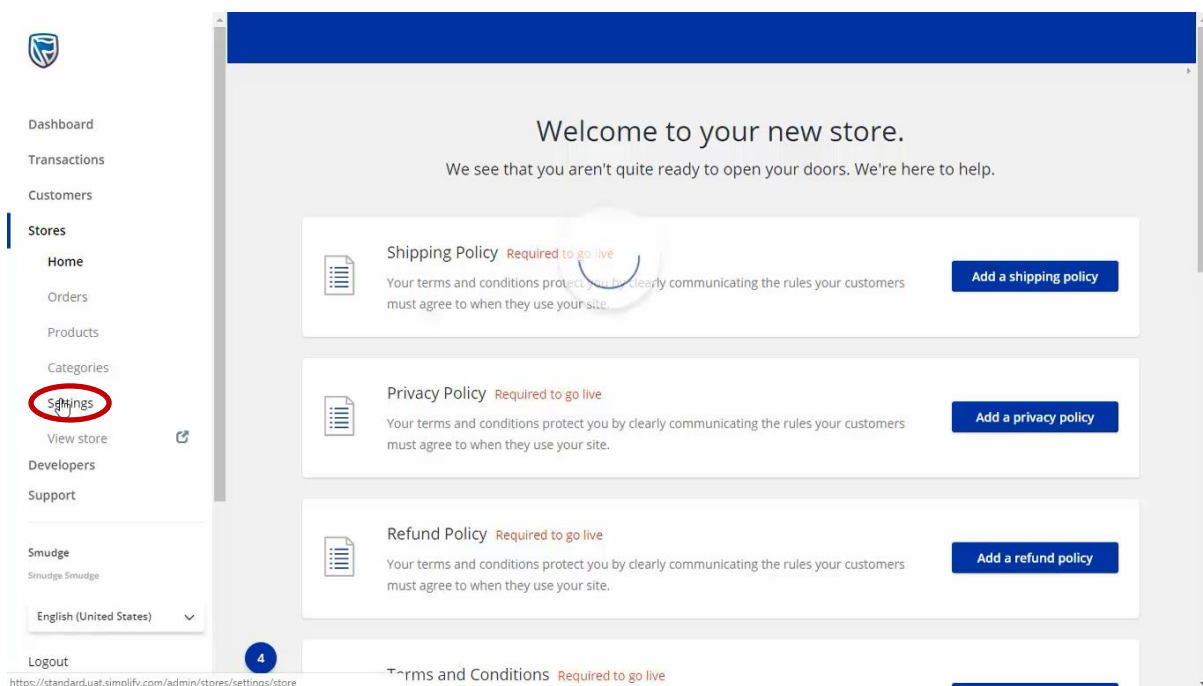 Dashboard
Transactions
Customers
Stores
Home
Orders
Products
Categories
Settings
View store
Developers
Support
Smudge
Smudge Smudge
English (United States)
Logout
https://standard.uat.simplify.com/admin/stores/settings/store
4
Welcome to your new store.
We see that you aren't quite ready to open your doors. We're here to help.
Shipping Policy Required to go live
Your terms and conditions protect you by clearly communicating the rules your customers
must agree to when they use your site.
Add a shipping policy
Privacy Policy Required to go live
Your terms and conditions protect you by clearly communicating the rules your customers
must agree to when they use your site.
Add a privacy policy
Refund Policy Required to go live
Your terms and conditions protect you by clearly communicating the rules your customers
must agree to when they use your site.
Add a refund policy
Terms and Conditions Required to go live